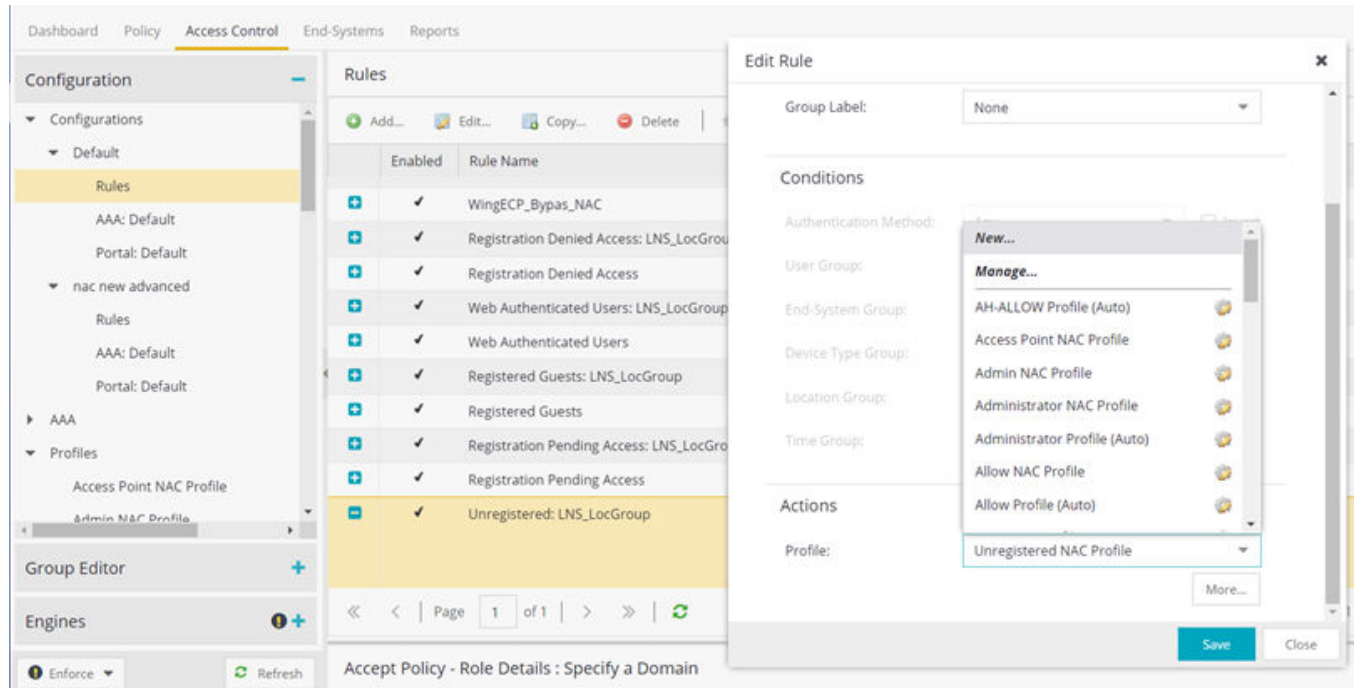 Dashboard Policy Access Control End-Systems Reports
Configuration
Configurations
Default
Rules
AAA: Default
Portal: Default
nac new advanced
Rules
AAA: Default
Portal: Default
AAA
Profiles
Access Point NAC Profile
Admin NAC Profile
Group Editor
Engines
Enforce Refresh
Rules
Add... Edit... Copy... Delete
Enabled Rule Name
WingECP_Bypas_NAC
Registration Denied Access: LNS_LocGrou
Registration Denied Access
Web Authenticated Users: LNS_LocGroup
Web Authenticated Users
Registered Guests: LNS_LocGroup
Registered Guests
Registration Pending Access: LNS_LocGro
Registration Pending Access
Unregistered: LNS_LocGroup
Page 1 of 1
Accept Policy - Role Details : Specify a Domain
Edit Rule
Group Label: None
Conditions
Authentication Method:
User Group:
End-System Group:
Device Type Group:
Location Group:
Time Group:
New...
Manage...
AH-ALLOW Profile (Auto)
Access Point NAC Profile
Admin NAC Profile
Administrator NAC Profile
Administrator Profile (Auto)
Allow NAC Profile
Allow Profile (Auto)
Actions
Profile: Unregistered NAC Profile
More...
Save Close